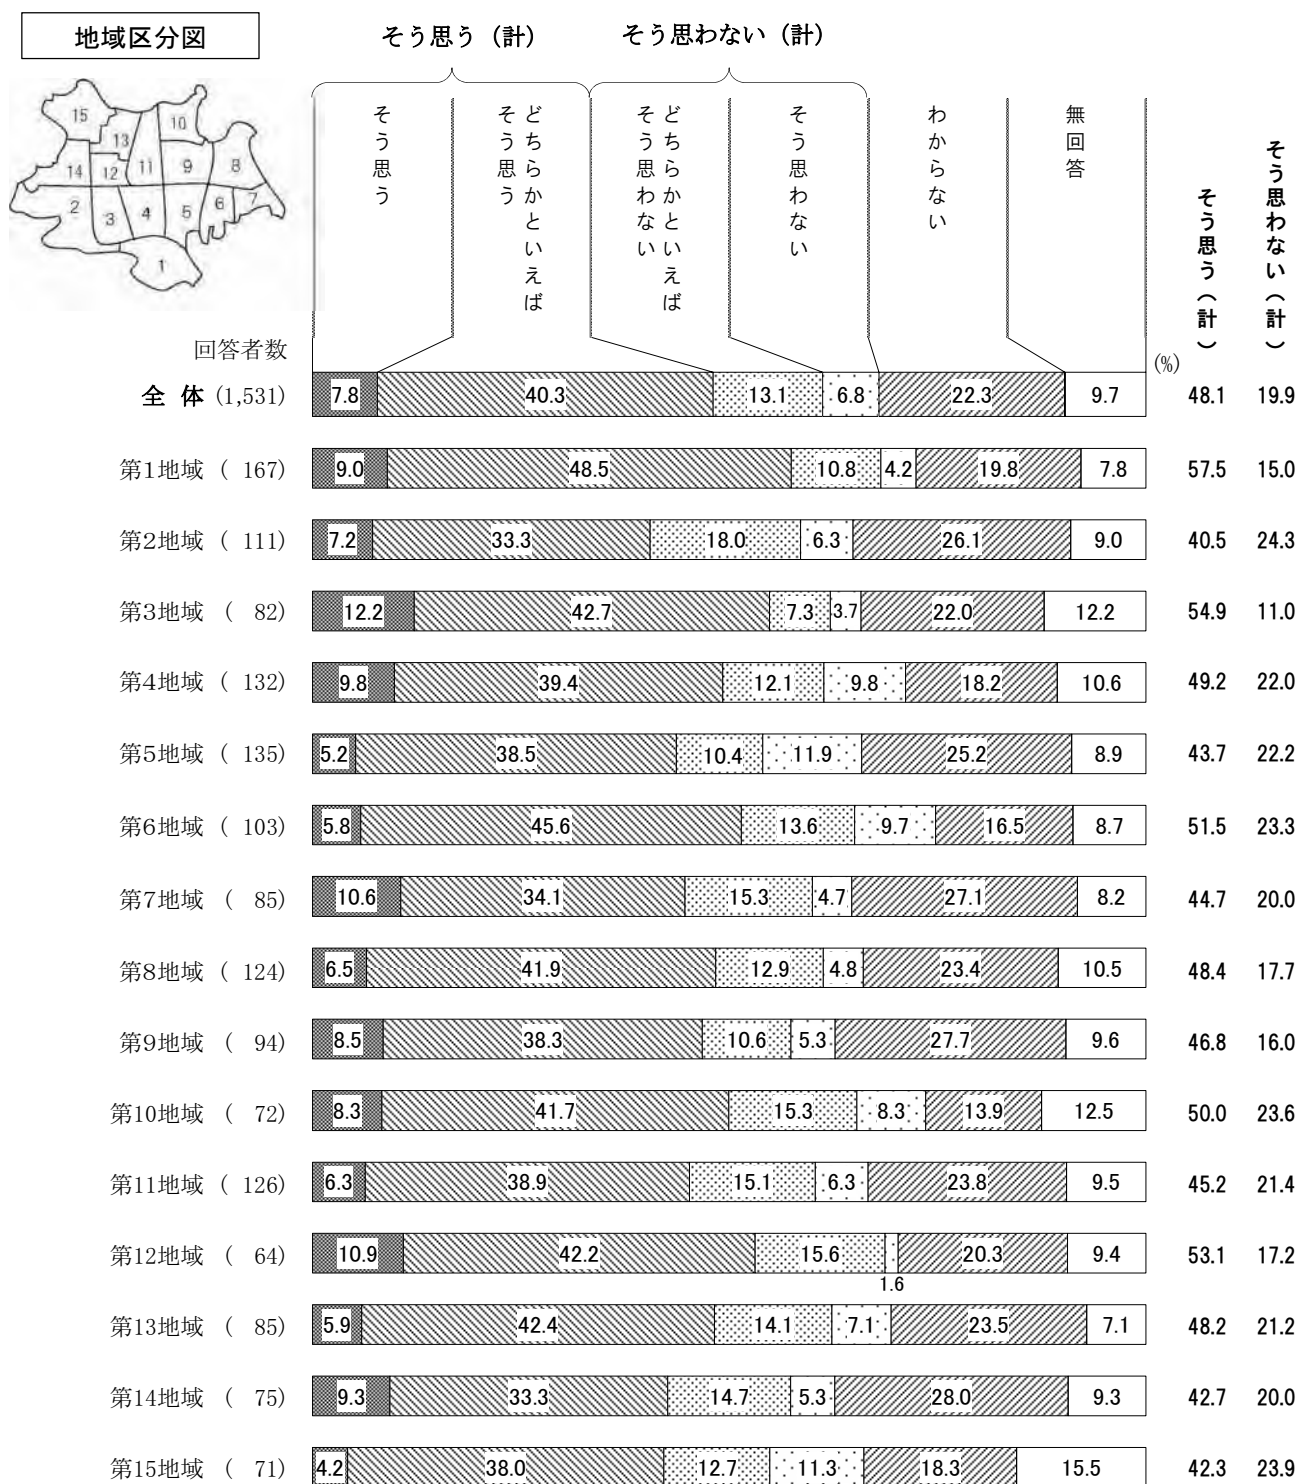 地域区分図
そう思う（計）
そう思わない（計）
15
10
13
14
12
11
9
8
2
3
4
5
6
7
1
そう思う
どちらかといえば
そう思う
どちらかといえば
そう思わない
そう思わない
わからない
無回答
そう思う（計）
そう思わない（計）
回答者数
(%)
全 体 (1,531) 7.8 40.3 13.1 6.8 22.3 9.7 48.1 19.9
第1地域 ( 167) 9.0 48.5 10.8 4.2 19.8 7.8 57.5 15.0
第2地域 ( 111) 7.2 33.3 18.0 6.3 26.1 9.0 40.5 24.3
第3地域 ( 82) 12.2 42.7 7.3 3.7 22.0 12.2 54.9 11.0
第4地域 ( 132) 9.8 39.4 12.1 9.8 18.2 10.6 49.2 22.0
第5地域 ( 135) 5.2 38.5 10.4 11.9 25.2 8.9 43.7 22.2
第6地域 ( 103) 5.8 45.6 13.6 9.7 16.5 8.7 51.5 23.3
第7地域 ( 85) 10.6 34.1 15.3 4.7 27.1 8.2 44.7 20.0
第8地域 ( 124) 6.5 41.9 12.9 4.8 23.4 10.5 48.4 17.7
第9地域 ( 94) 8.5 38.3 10.6 5.3 27.7 9.6 46.8 16.0
第10地域 ( 72) 8.3 41.7 15.3 8.3 13.9 12.5 50.0 23.6
第11地域 ( 126) 6.3 38.9 15.1 6.3 23.8 9.5 45.2 21.4
第12地域 ( 64) 10.9 42.2 15.6 20.3 9.4 53.1 17.2
1.6
第13地域 ( 85) 5.9 42.4 14.1 7.1 23.5 7.1 48.2 21.2
第14地域 ( 75) 9.3 33.3 14.7 5.3 28.0 9.3 42.7 20.0
第15地域 ( 71) 4.2 38.0 12.7 11.3 18.3 15.5 42.3 23.9